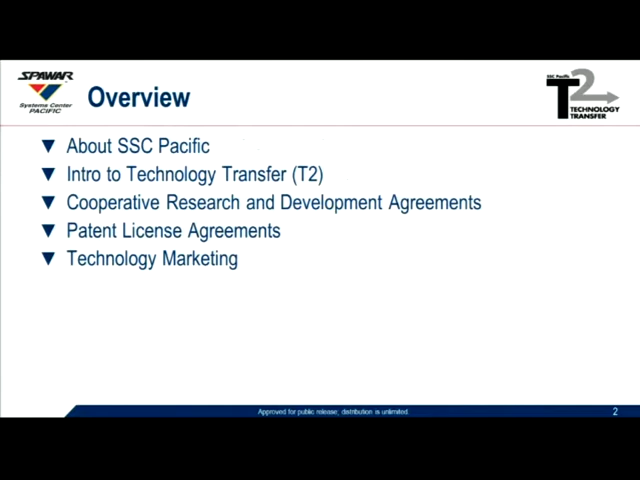 SPAWAR
Systems Center
PACIFIC
Overview
SSC Pacific
T2
TECHNOLOGY
TRANSFER
▼ About SSC Pacific
▼ Intro to Technology Transfer (T2)
▼ Cooperative Research and Development Agreements
▼ Patent License Agreements
▼ Technology Marketing
Approved for public release; distribution is unlimited.
2